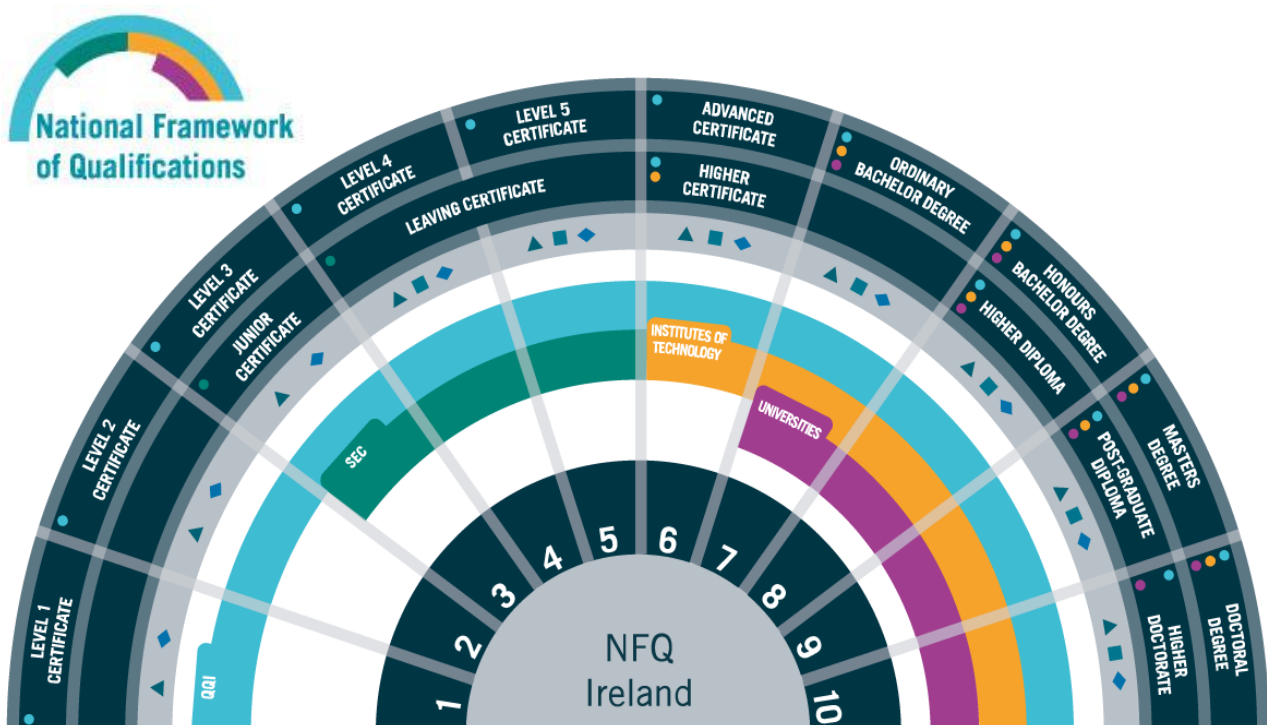 National Framework
of Qualifications
LEVEL 1
CERTIFICATE
LEVEL 2
CERTIFICATE
LEVEL 3
CERTIFICATE
LEVEL 4
CERTIFICATE
LEVEL 5
CERTIFICATE
ADVANCED
CERTIFICATE
ORDINARY
BACHELOR DEGREE
HONOURS
BACHELOR DEGREE
MASTERS
DEGREE
DOCTORAL
DEGREE
JUNIOR
CERTIFICATE
LEAVING CERTIFICATE
HIGHER
CERTIFICATE
HIGHER DIPLOMA
POST-GRADUATE
DIPLOMA
HIGHER
DOCTORATE
QQI
SEC
INSTITUTES OF
TECHNOLOGY
UNIVERSITIES
1
2
3
4
5
6
7
8
9
10
NFQ
Ireland